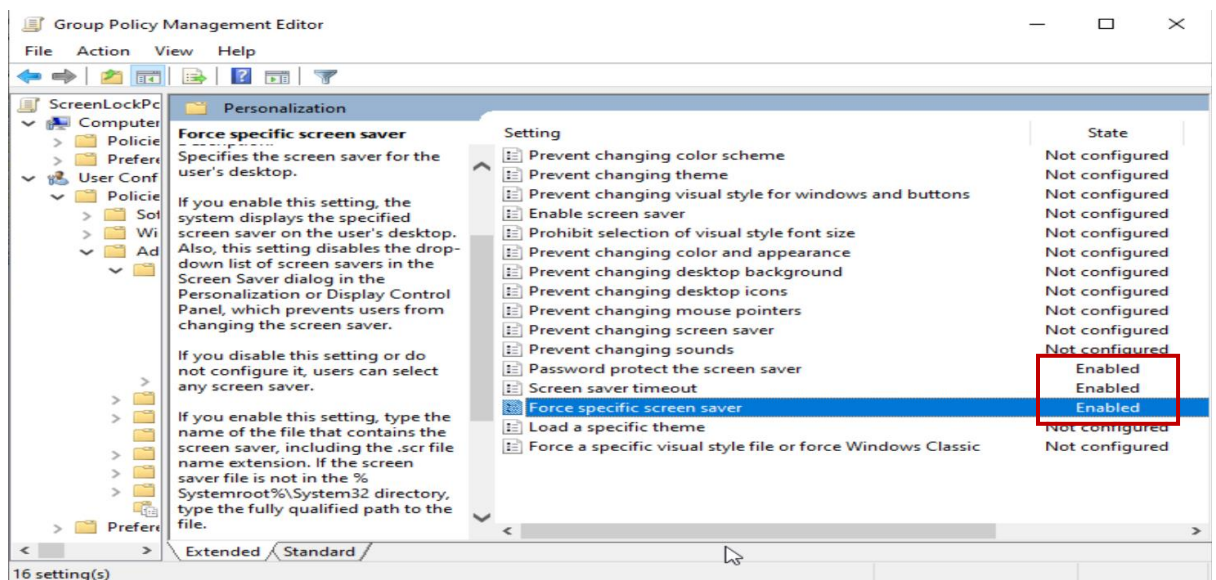 Group Policy Management Editor
File Action View Help
ScreenLockPc
Computer
Policie
Prefere
User Conf
Policie
Sof
Wi
Ad
Prefere
Personalization
Force specific screen saver
Description:
Specifies the screen saver for the
user's desktop.
If you enable this setting, the
system displays the specified
screen saver on the user's desktop.
Also, this setting disables the drop-
down list of screen savers in the
Screen Saver dialog in the
Personalization or Display Control
Panel, which prevents users from
changing the screen saver.
If you disable this setting or do
not configure it, users can select
any screen saver.
If you enable this setting, type the
name of the file that contains the
screen saver, including the .scr file
name extension. If the screen
saver file is not in the %
Systemroot%\System32 directory,
type the fully qualified path to the
file.
Setting State
Prevent changing color scheme Not configured
Prevent changing theme Not configured
Prevent changing visual style for windows and buttons Not configured
Enable screen saver Not configured
Prohibit selection of visual style font size Not configured
Prevent changing color and appearance Not configured
Prevent changing desktop background Not configured
Prevent changing desktop icons Not configured
Prevent changing mouse pointers Not configured
Prevent changing screen saver Not configured
Prevent changing sounds Not configured
Password protect the screen saver Enabled
Screen saver timeout Enabled
Force specific screen saver Enabled
Load a specific theme Not configured
Force a specific visual style file or force Windows Classic Not configured
Extended Standard
16 setting(s)